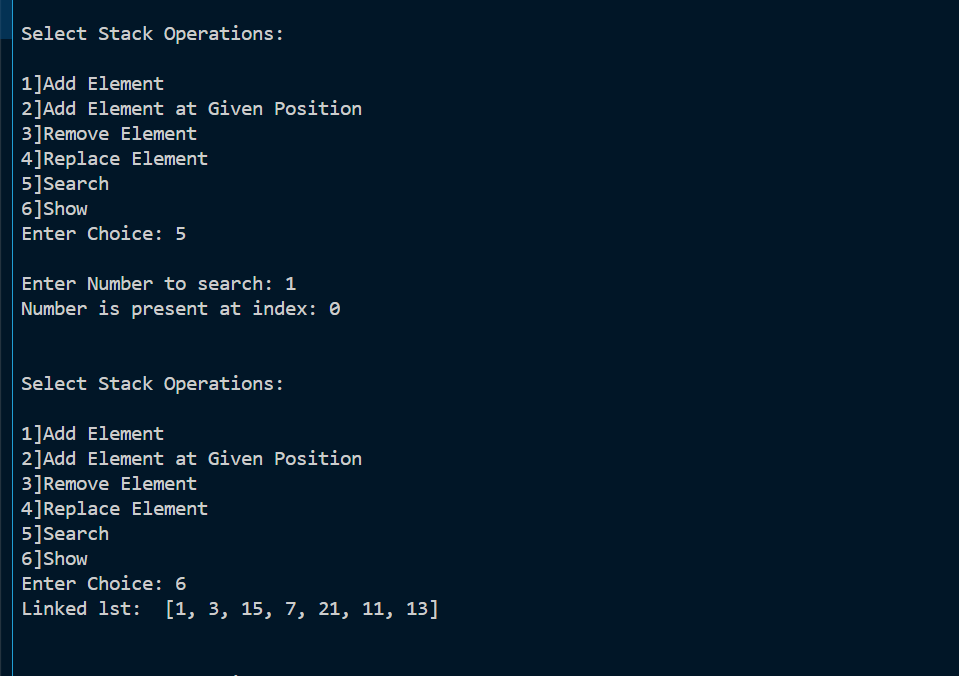 Select Stack Operations:
1]Add Element
2]Add Element at Given Position
3]Remove Element
4]Replace Element
5]Search
6]Show
Enter Choice: 5
Enter Number to search: 1
Number is present at index: 0
Select Stack Operations:
1]Add Element
2]Add Element at Given Position
3]Remove Element
4]Replace Element
5]Search
6]Show
Enter Choice: 6
Linked lst:  [1, 3, 15, 7, 21, 11, 13]